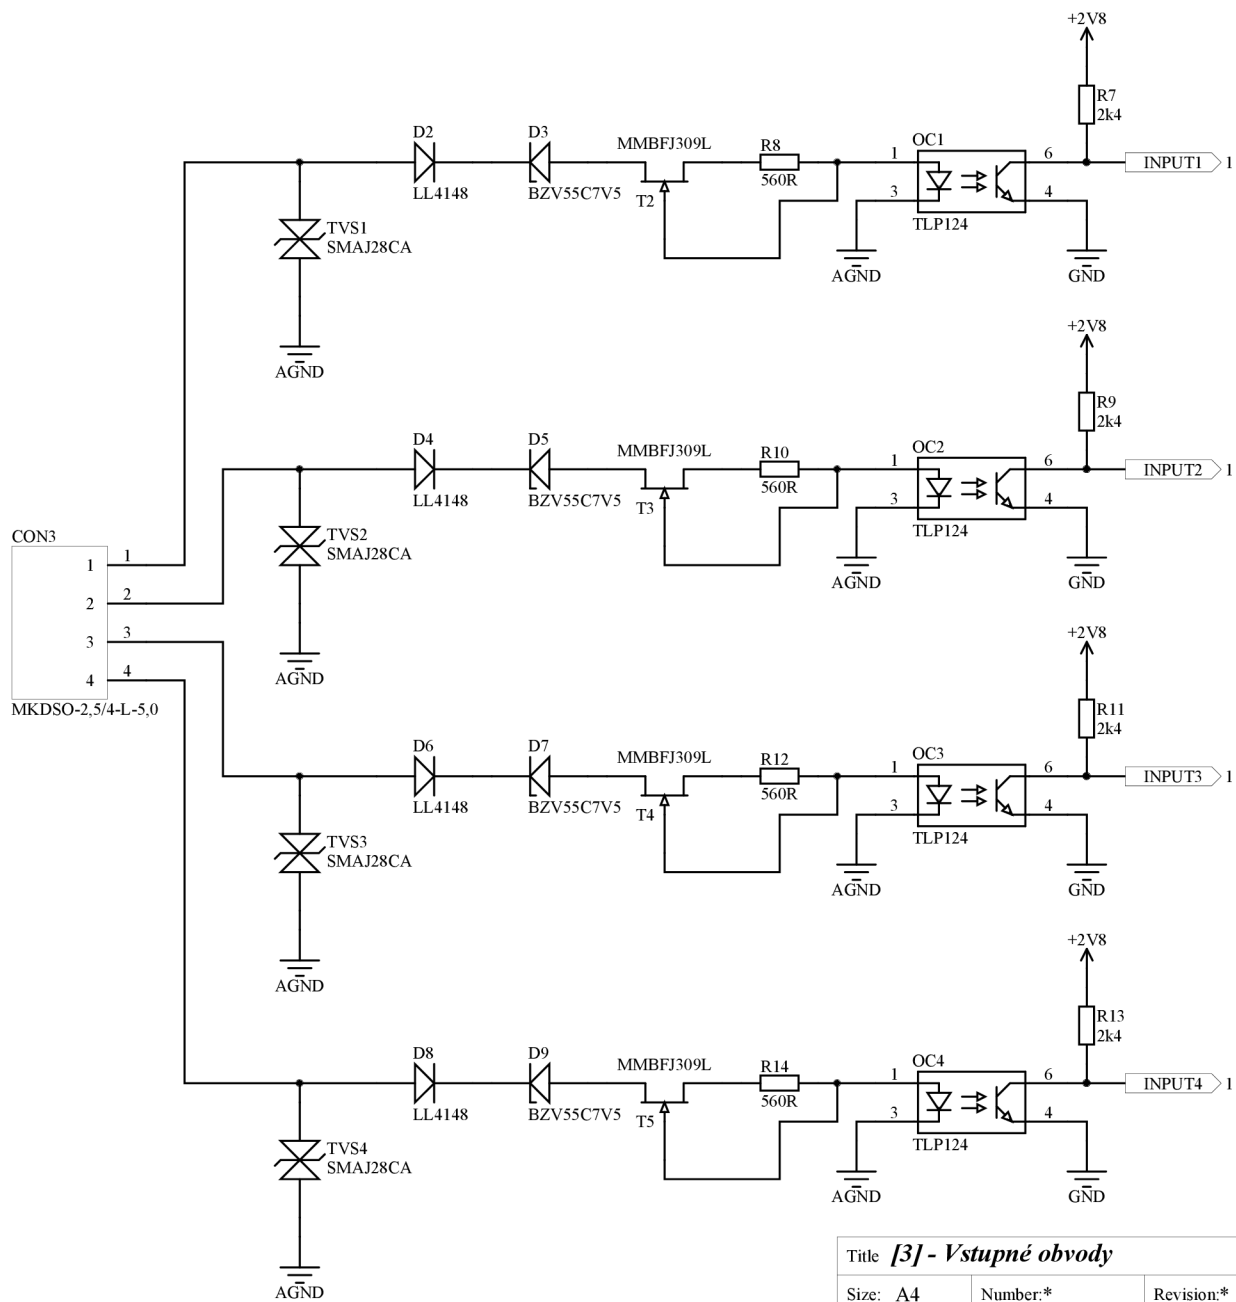 +2V8
R7
2k4
D2
D3
MMBFJ309L
R8
OC1
1
6
INPUT1
1
LL4148
BZV55C7V5
T2
560R
3
4
TLP124
TVS1
SMAJ28CA
AGND
GND
AGND
+2V8
R9
2k4
D4
D5
MMBFJ309L
R10
OC2
1
6
INPUT2
1
LL4148
BZV55C7V5
T3
560R
3
4
TLP124
TVS2
SMAJ28CA
AGND
GND
AGND
CON3
1
1
2
2
3
3
4
4
MKDSO-2,5/4-L-5,0
+2V8
R11
2k4
D6
D7
MMBFJ309L
R12
OC3
1
6
INPUT3
1
LL4148
BZV55C7V5
T4
560R
3
4
TLP124
TVS3
SMAJ28CA
AGND
GND
AGND
+2V8
R13
2k4
D8
D9
MMBFJ309L
R14
OC4
1
6
INPUT4
1
LL4148
BZV55C7V5
T5
560R
3
4
TLP124
TVS4
SMAJ28CA
AGND
GND
AGND
Title [3] - Vstupné obvody
Size: A4 Number:* Revision:*